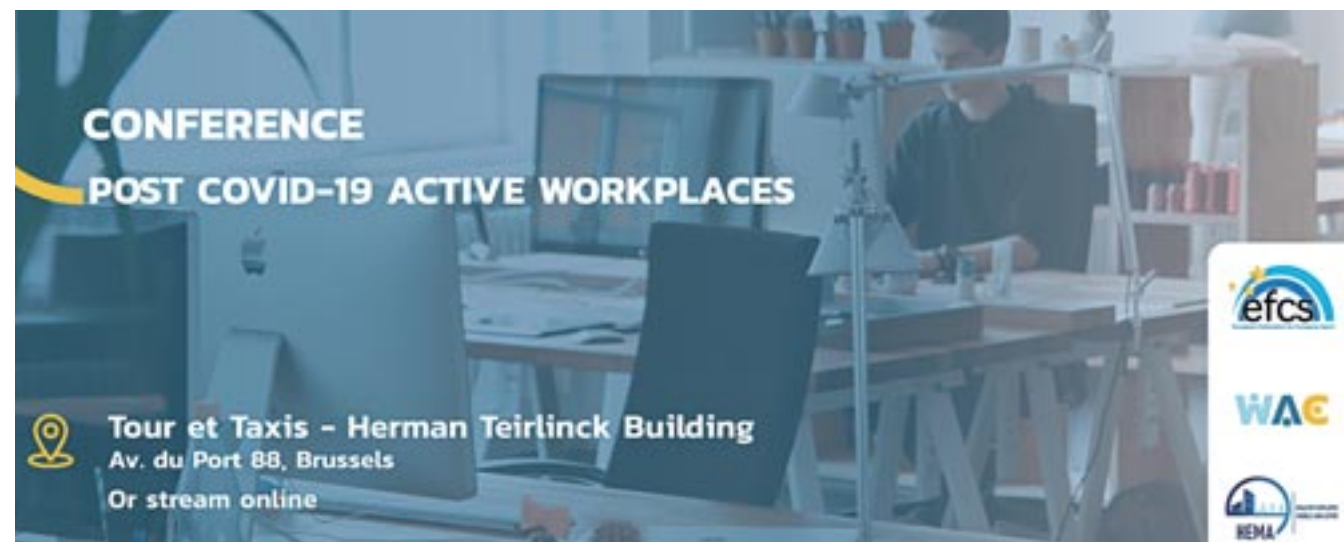 CONFERENCE
POST COVID-19 ACTIVE WORKPLACES
Tour et Taxis - Herman Teirlinck Building
Av. du Port 88, Brussels
Or stream online
efcs
WAC
HEMA